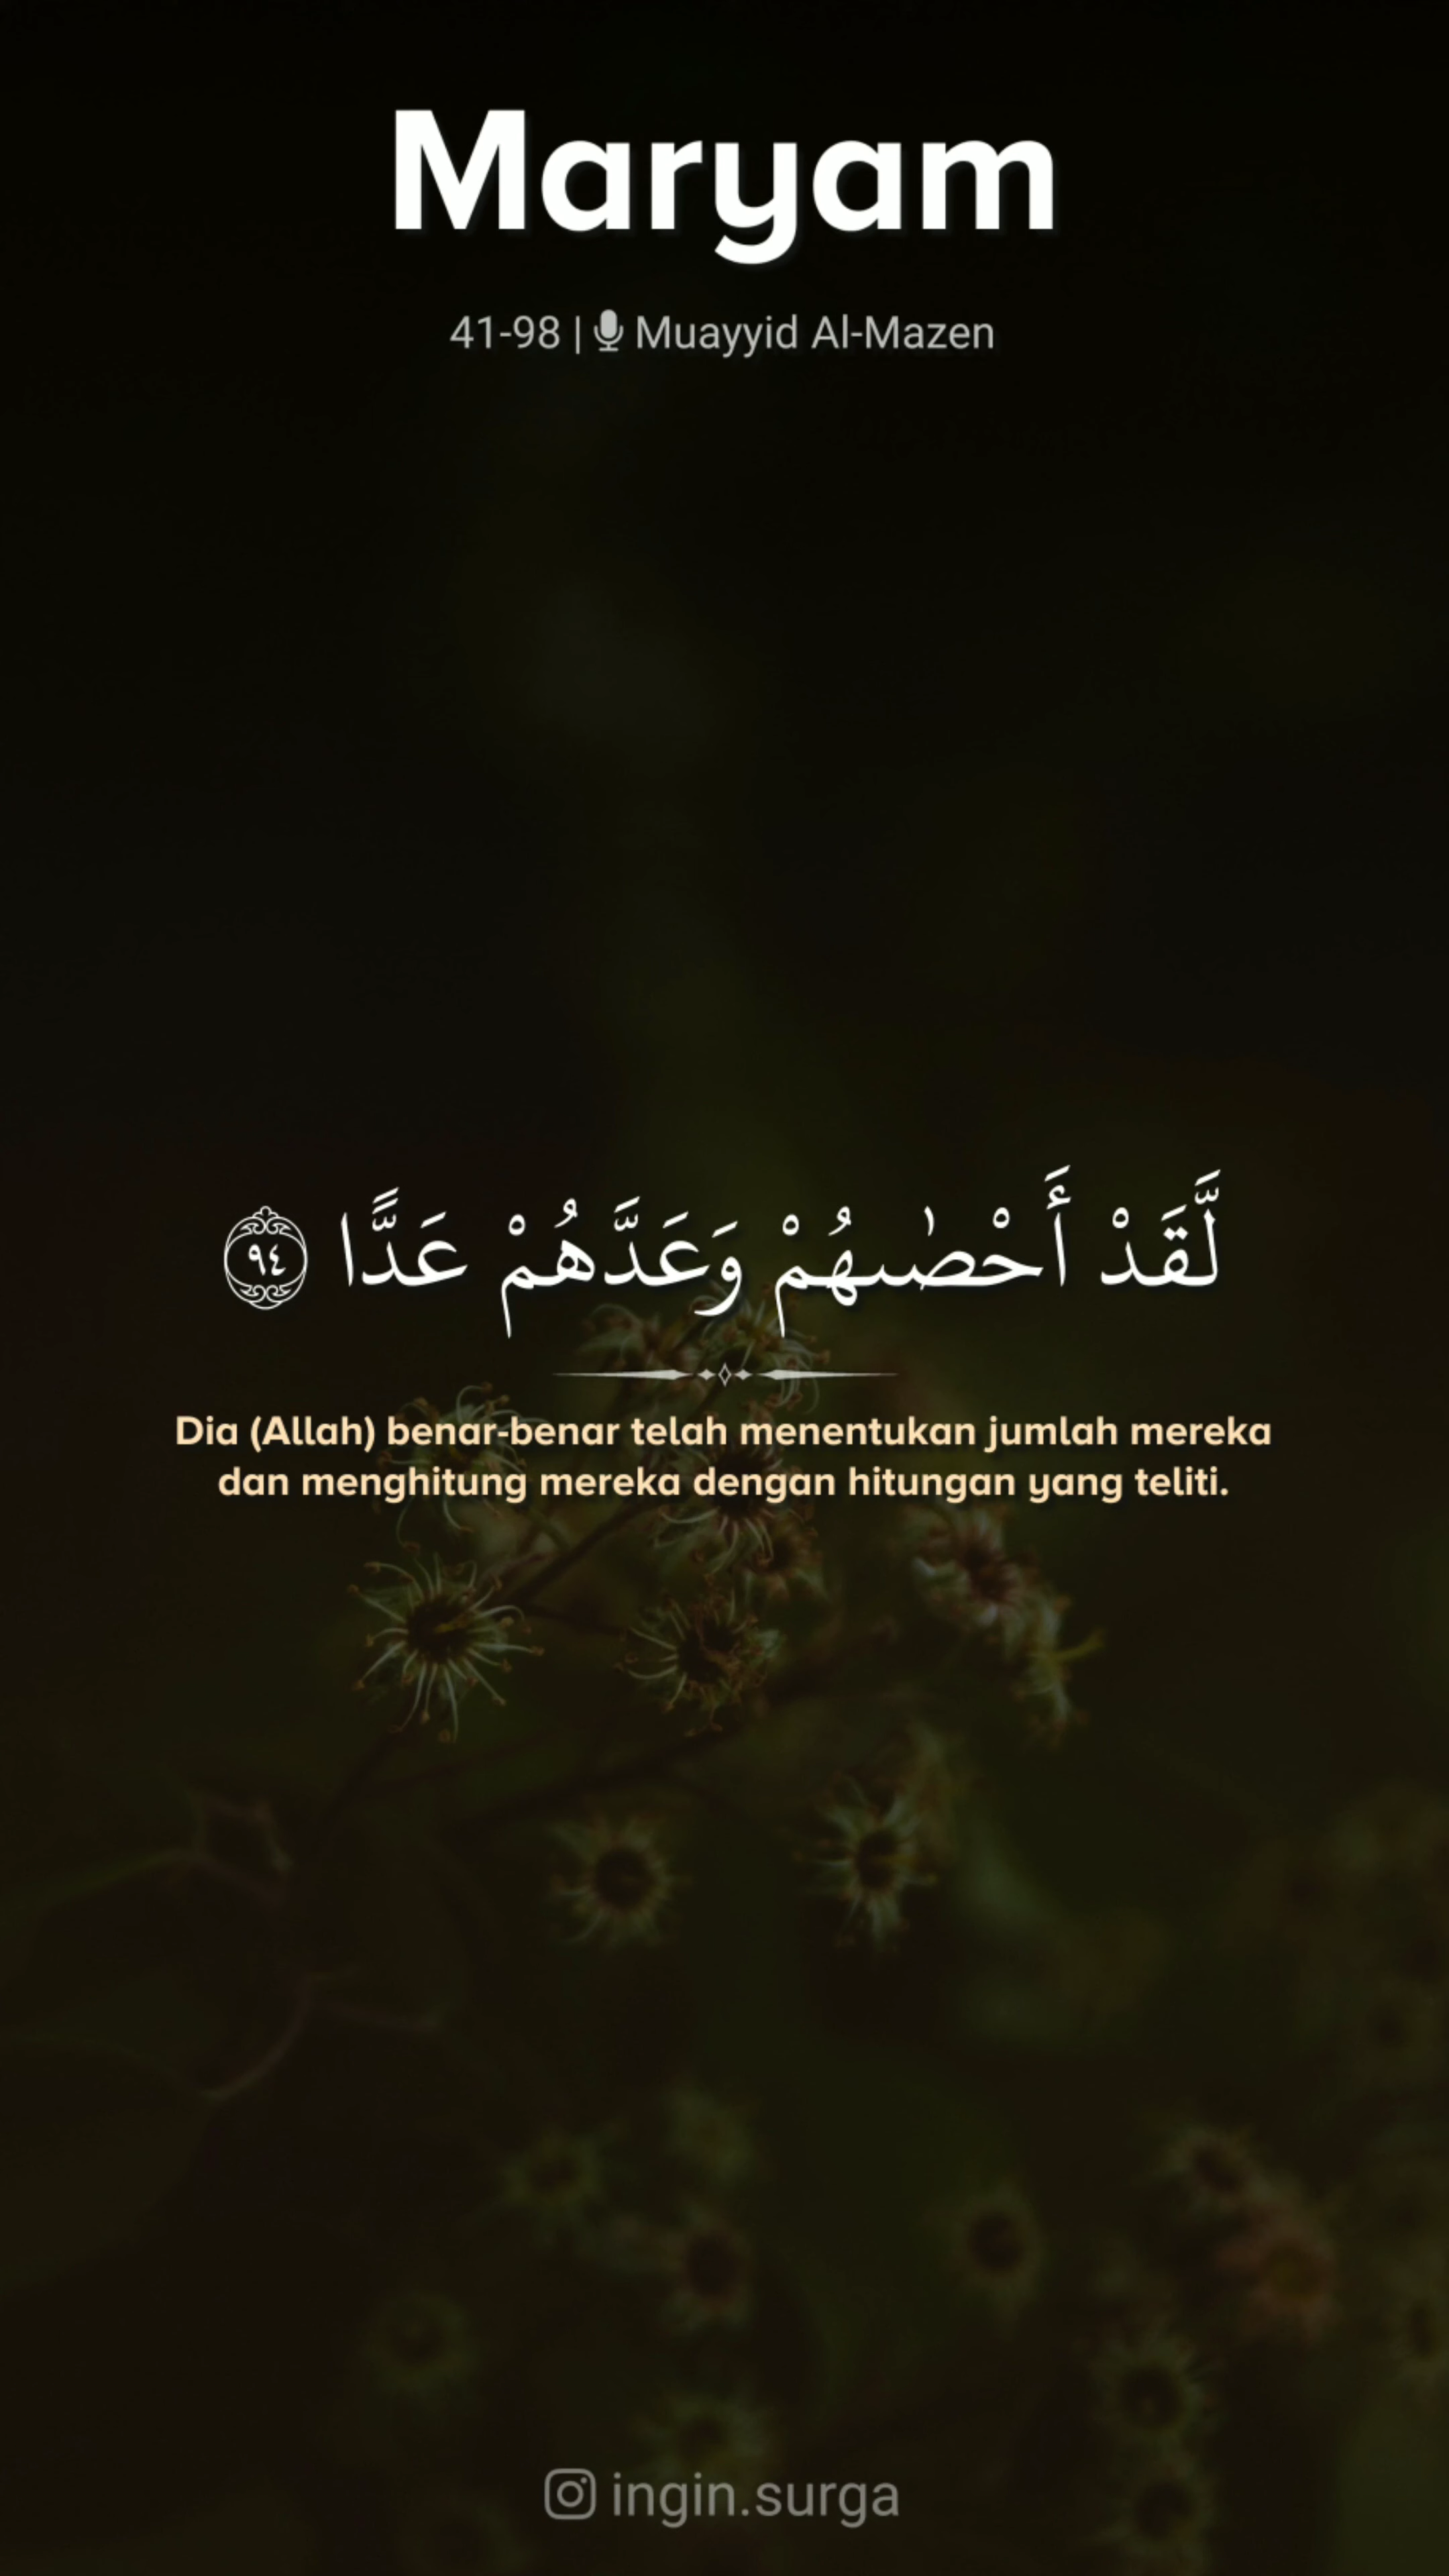 Maryam
41-98 | Muayyid Al-Mazen
لَّقَدْ أَحْصَىٰهُمْ وَعَدَّهُمْ عَدًّا ٩٤
Dia (Allah) benar-benar telah menentukan jumlah mereka
dan menghitung mereka dengan hitungan yang teliti.
ingin.surga